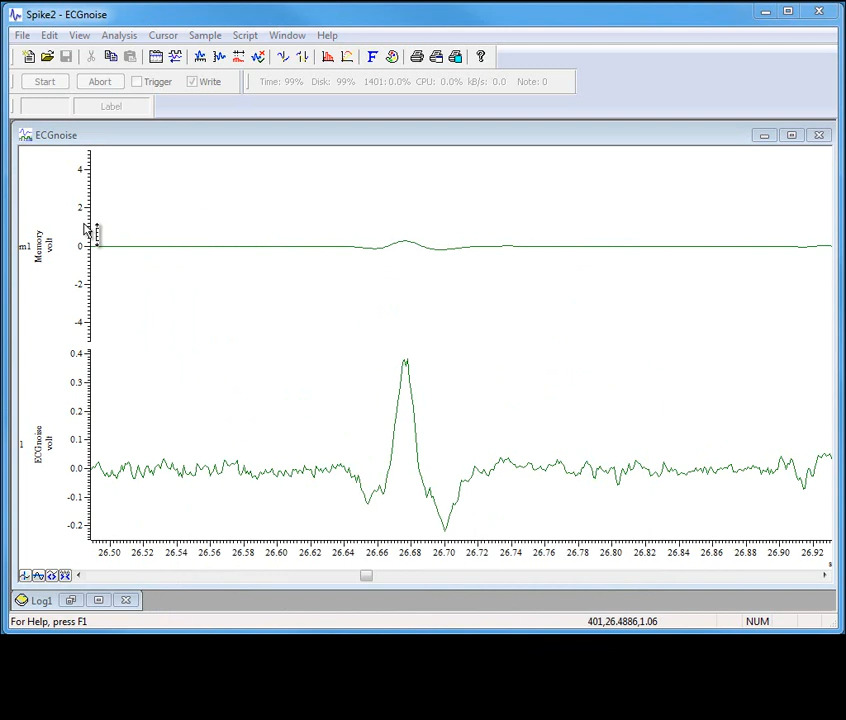 Spike2 - ECGnoise
File Edit View Analysis Cursor Sample Script Window Help
Start Abort Trigger Write Time: 99% Disk: 99% 1401: 0.0% CPU: 0.0% kB/s: 0.0 Note: 0
Label
ECGnoise
4
2
0
-2
-4
m1
Memory
volt
0.4
0.3
0.2
0.1
0.0
-0.1
-0.2
1
ECGnoise
volt
26.50 26.52 26.54 26.56 26.58 26.60 26.62 26.64 26.66 26.68 26.70 26.72 26.74 26.76 26.78 26.80 26.82 26.84 26.86 26.88 26.90 26.92
s
Log1
For Help, press F1 401,26.4886,1.06 NUM